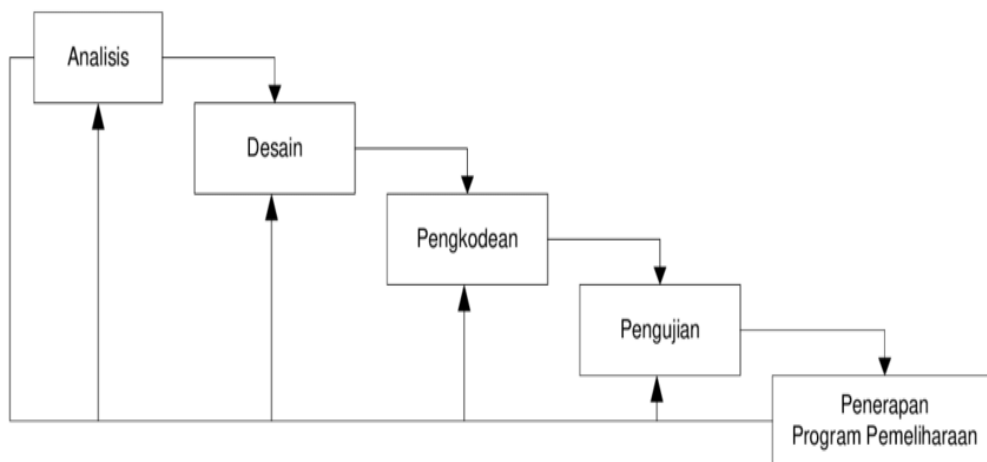 Analisis
Desain
Pengkodean
Pengujian
Penerapan
Program Pemeliharaan